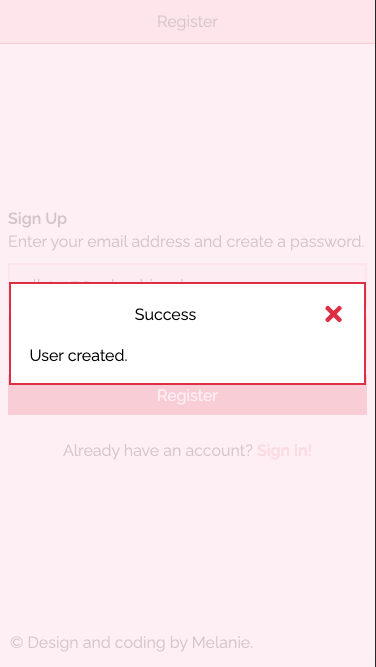 Register
Sign Up
Enter your email address and create a password.
Success
User created.
Register
Already have an account? Sign in!
© Design and coding by Melanie.